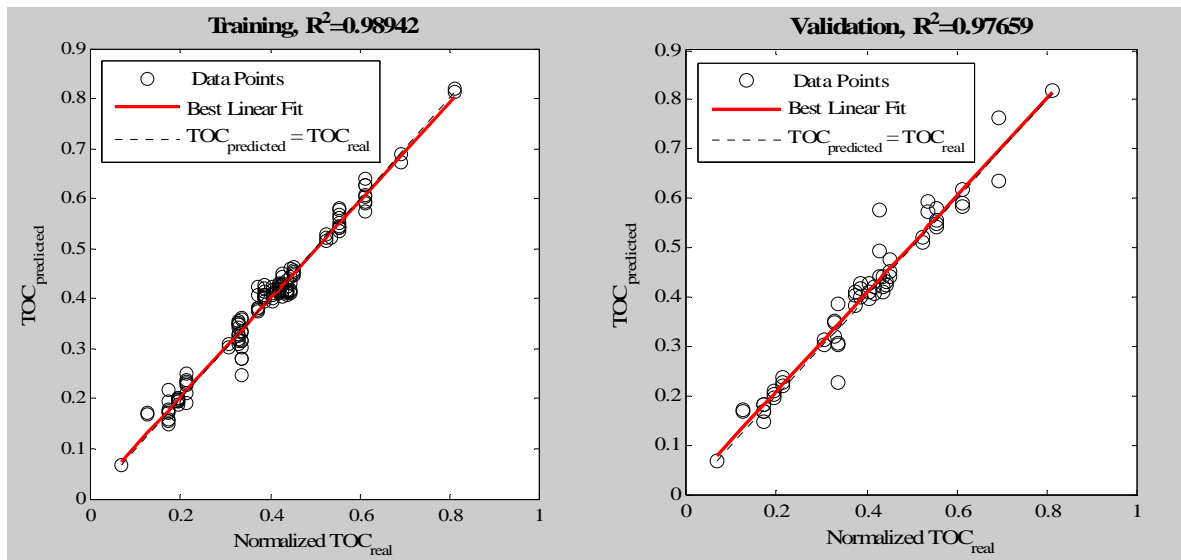 Training, R²=0.98942
0.9
0.8
0.7
0.6
0.5
0.4
0.3
0.2
0.1
0
TOCpredicted
Data Points
Best Linear Fit
TOCpredicted = TOCreal
0 0.2 0.4 0.6 0.8 1
Normalized TOCreal
Validation, R²=0.97659
0.9
0.8
0.7
0.6
0.5
0.4
0.3
0.2
0.1
0
TOCpredicted
Data Points
Best Linear Fit
TOCpredicted = TOCreal
0 0.2 0.4 0.6 0.8 1
Normalized TOCreal